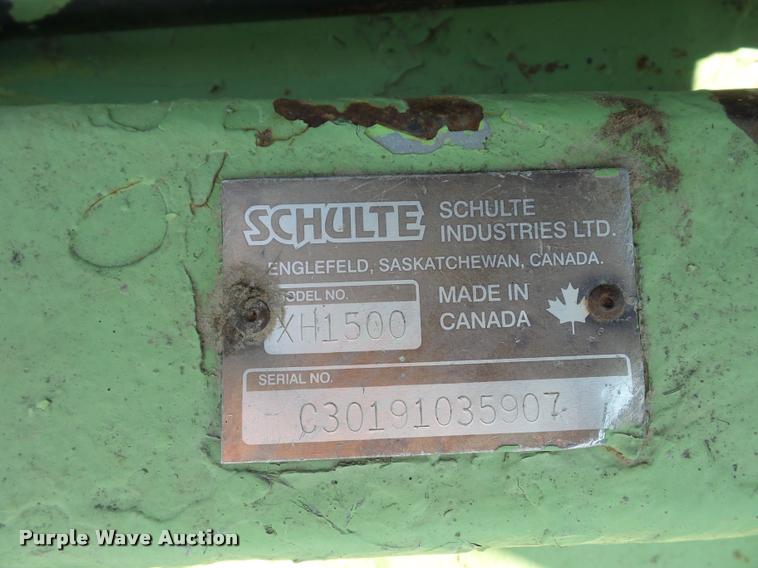 SCHULTE
SCHULTE
INDUSTRIES LTD.
ENGLEFELD, SASKATCHEWAN, CANADA.
MODEL NO.
XH1500
MADE IN
CANADA
SERIAL NO.
C30191035907
Purple Wave Auction